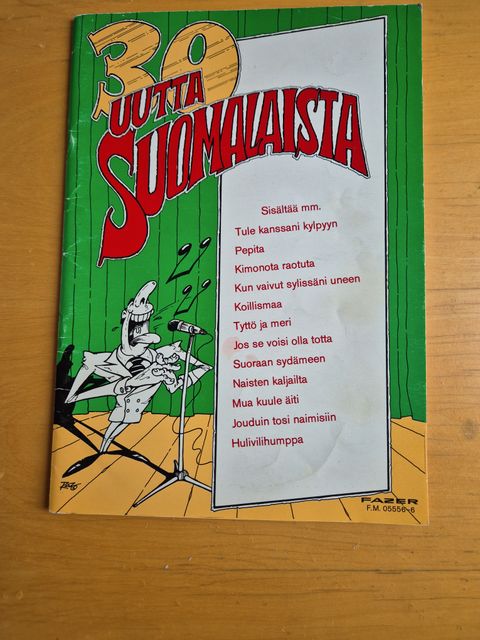 30
UUTTA
SUOMALAISTA
Sisältää mm.
Tule kanssani kylpyyn
Pepita
Kimonota raotuta
Kun vaivut sylissäni uneen
Koillismaa
Tyttö ja meri
Jos se voisi olla totta
Suoraan sydämeen
Naisten kaljailta
Mua kuule äiti
Jouduin tosi naimisiin
Hulivilihumppa
FAZER
F.M. 05556-6